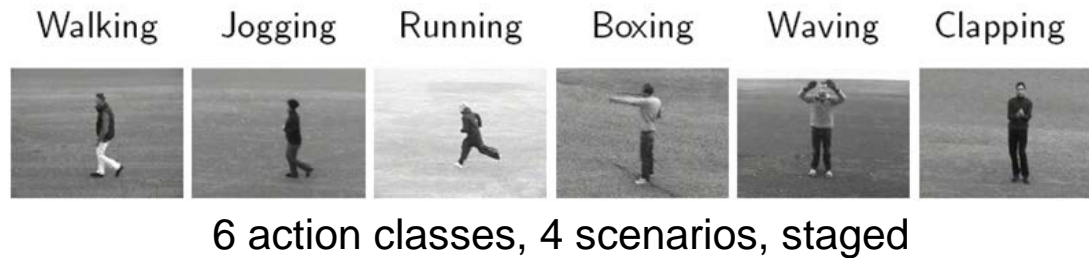 Walking Jogging Running Boxing Waving Clapping
6 action classes, 4 scenarios, staged